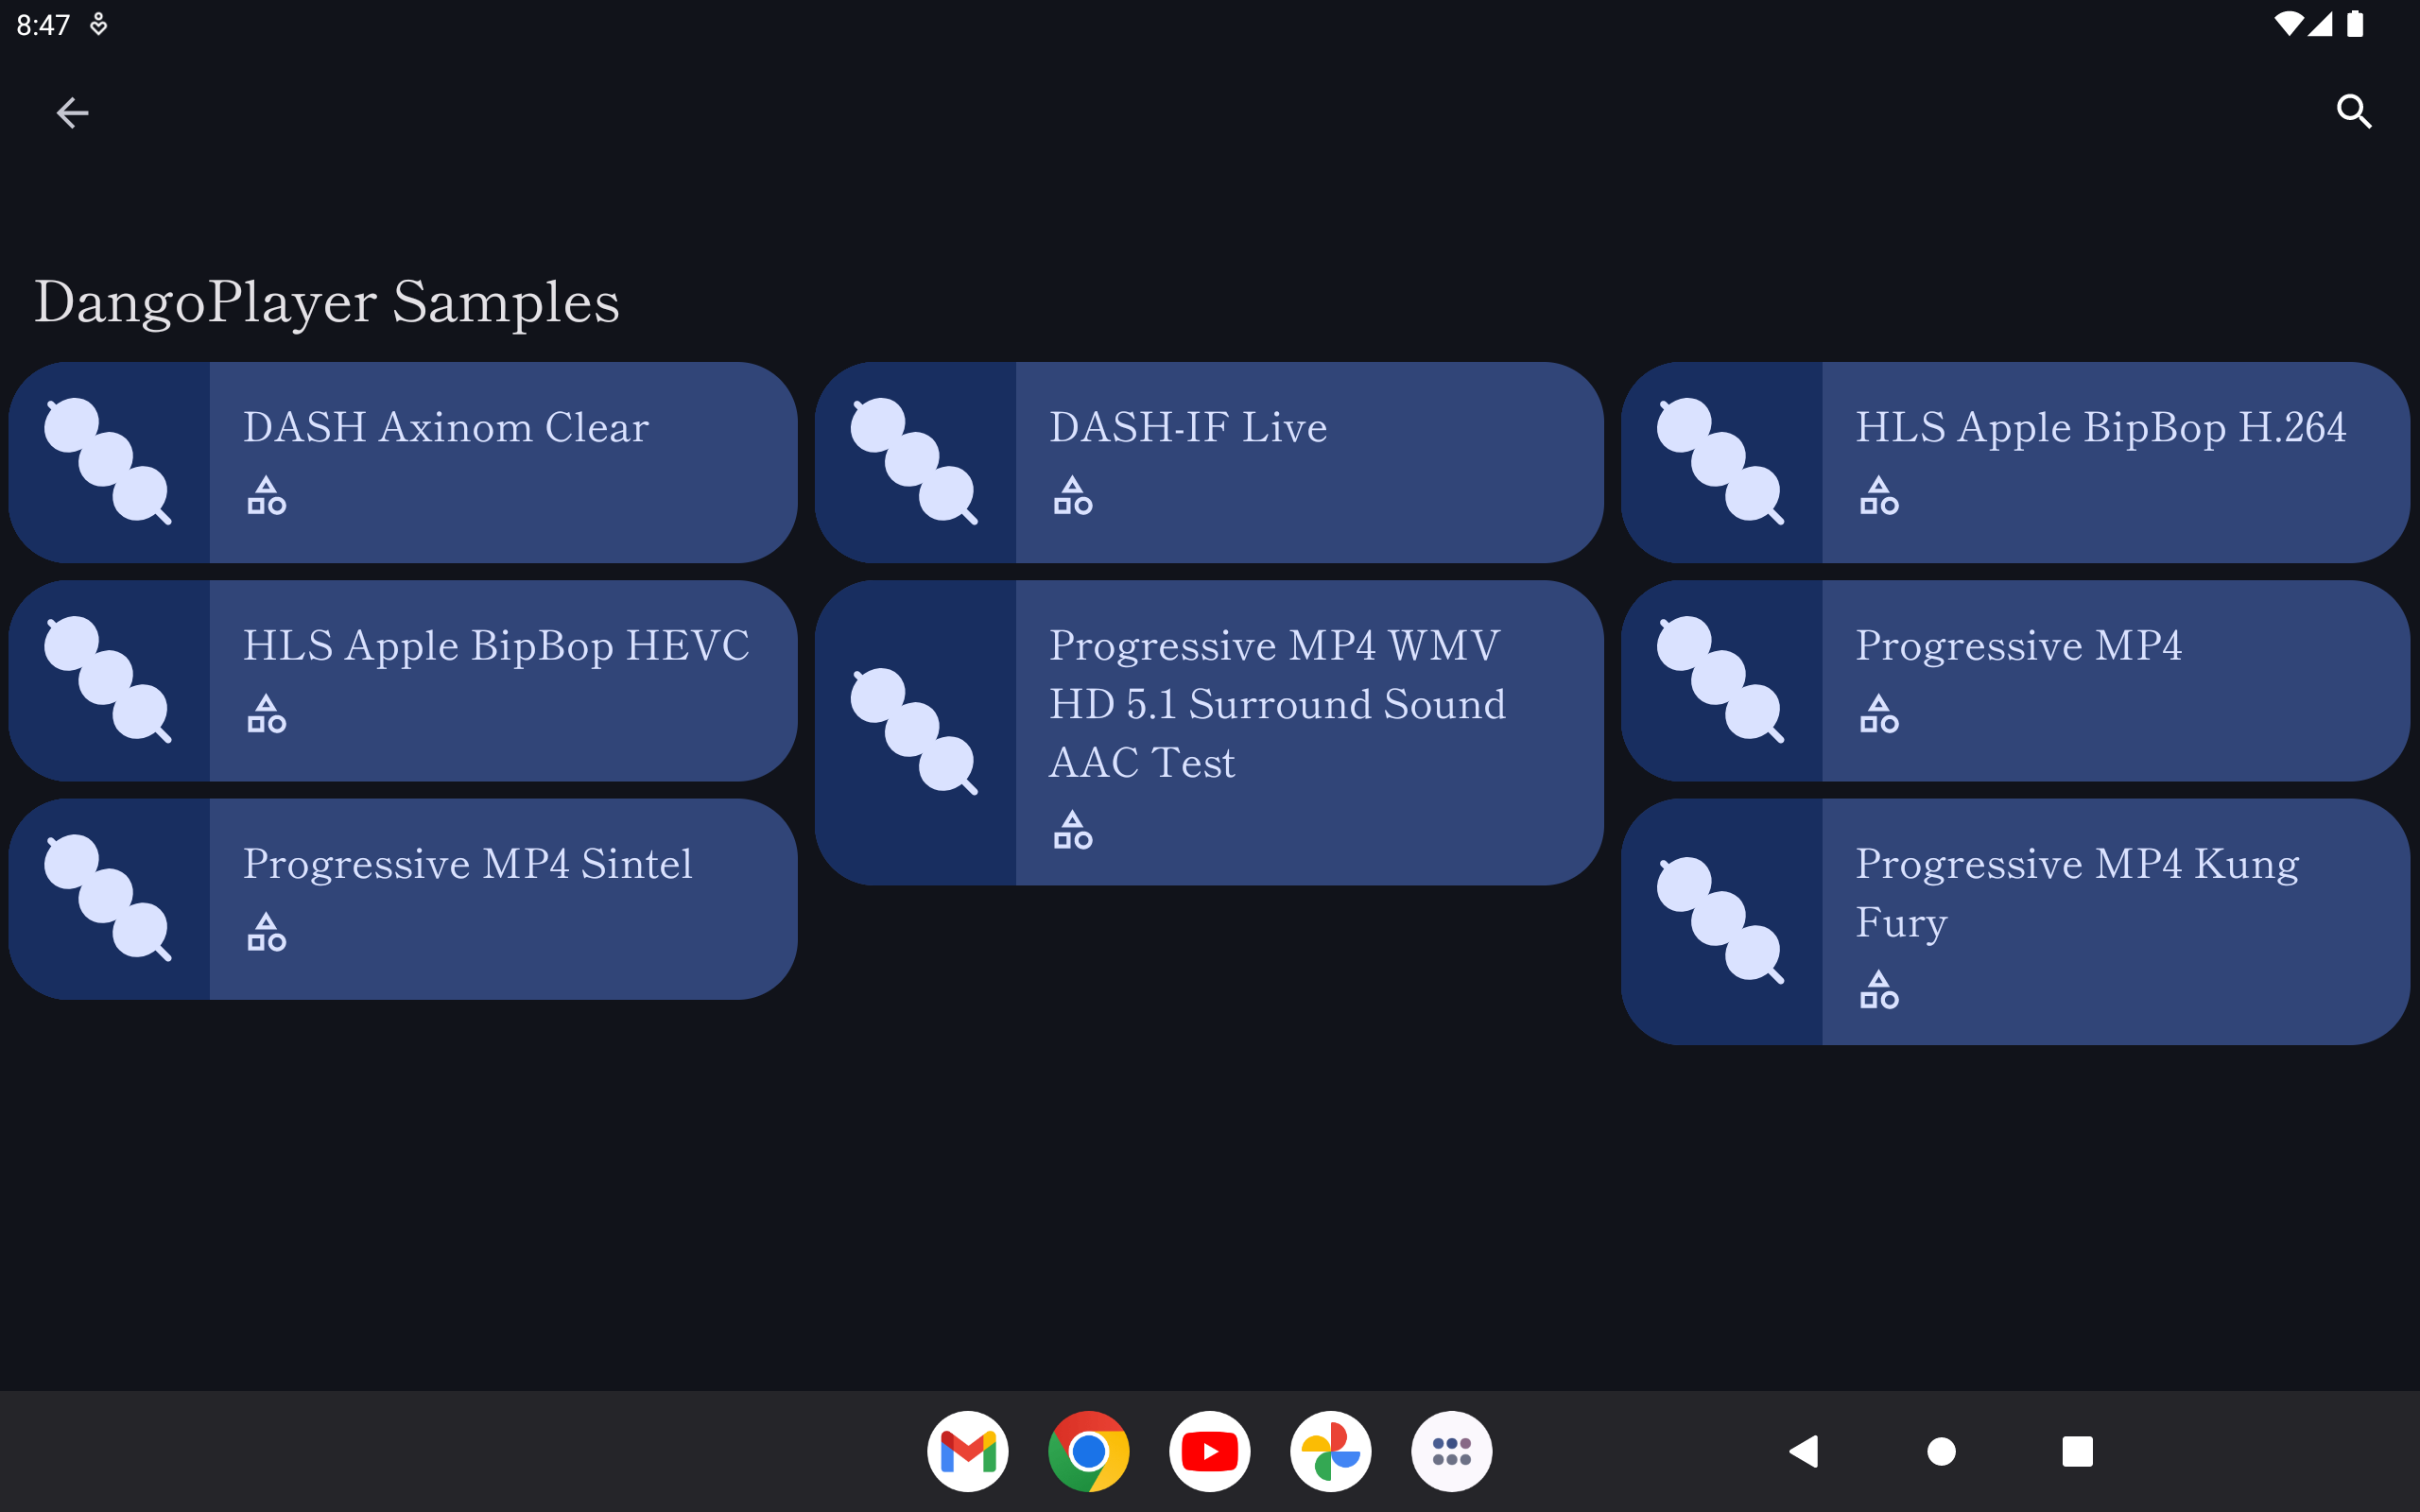 8:47
DangoPlayer Samples
DASH Axinom Clear
DASH-IF Live
HLS Apple BipBop H.264
HLS Apple BipBop HEVC
Progressive MP4 WMV
HD 5.1 Surround Sound
AAC Test
Progressive MP4
Progressive MP4 Sintel
Progressive MP4 Kung
Fury